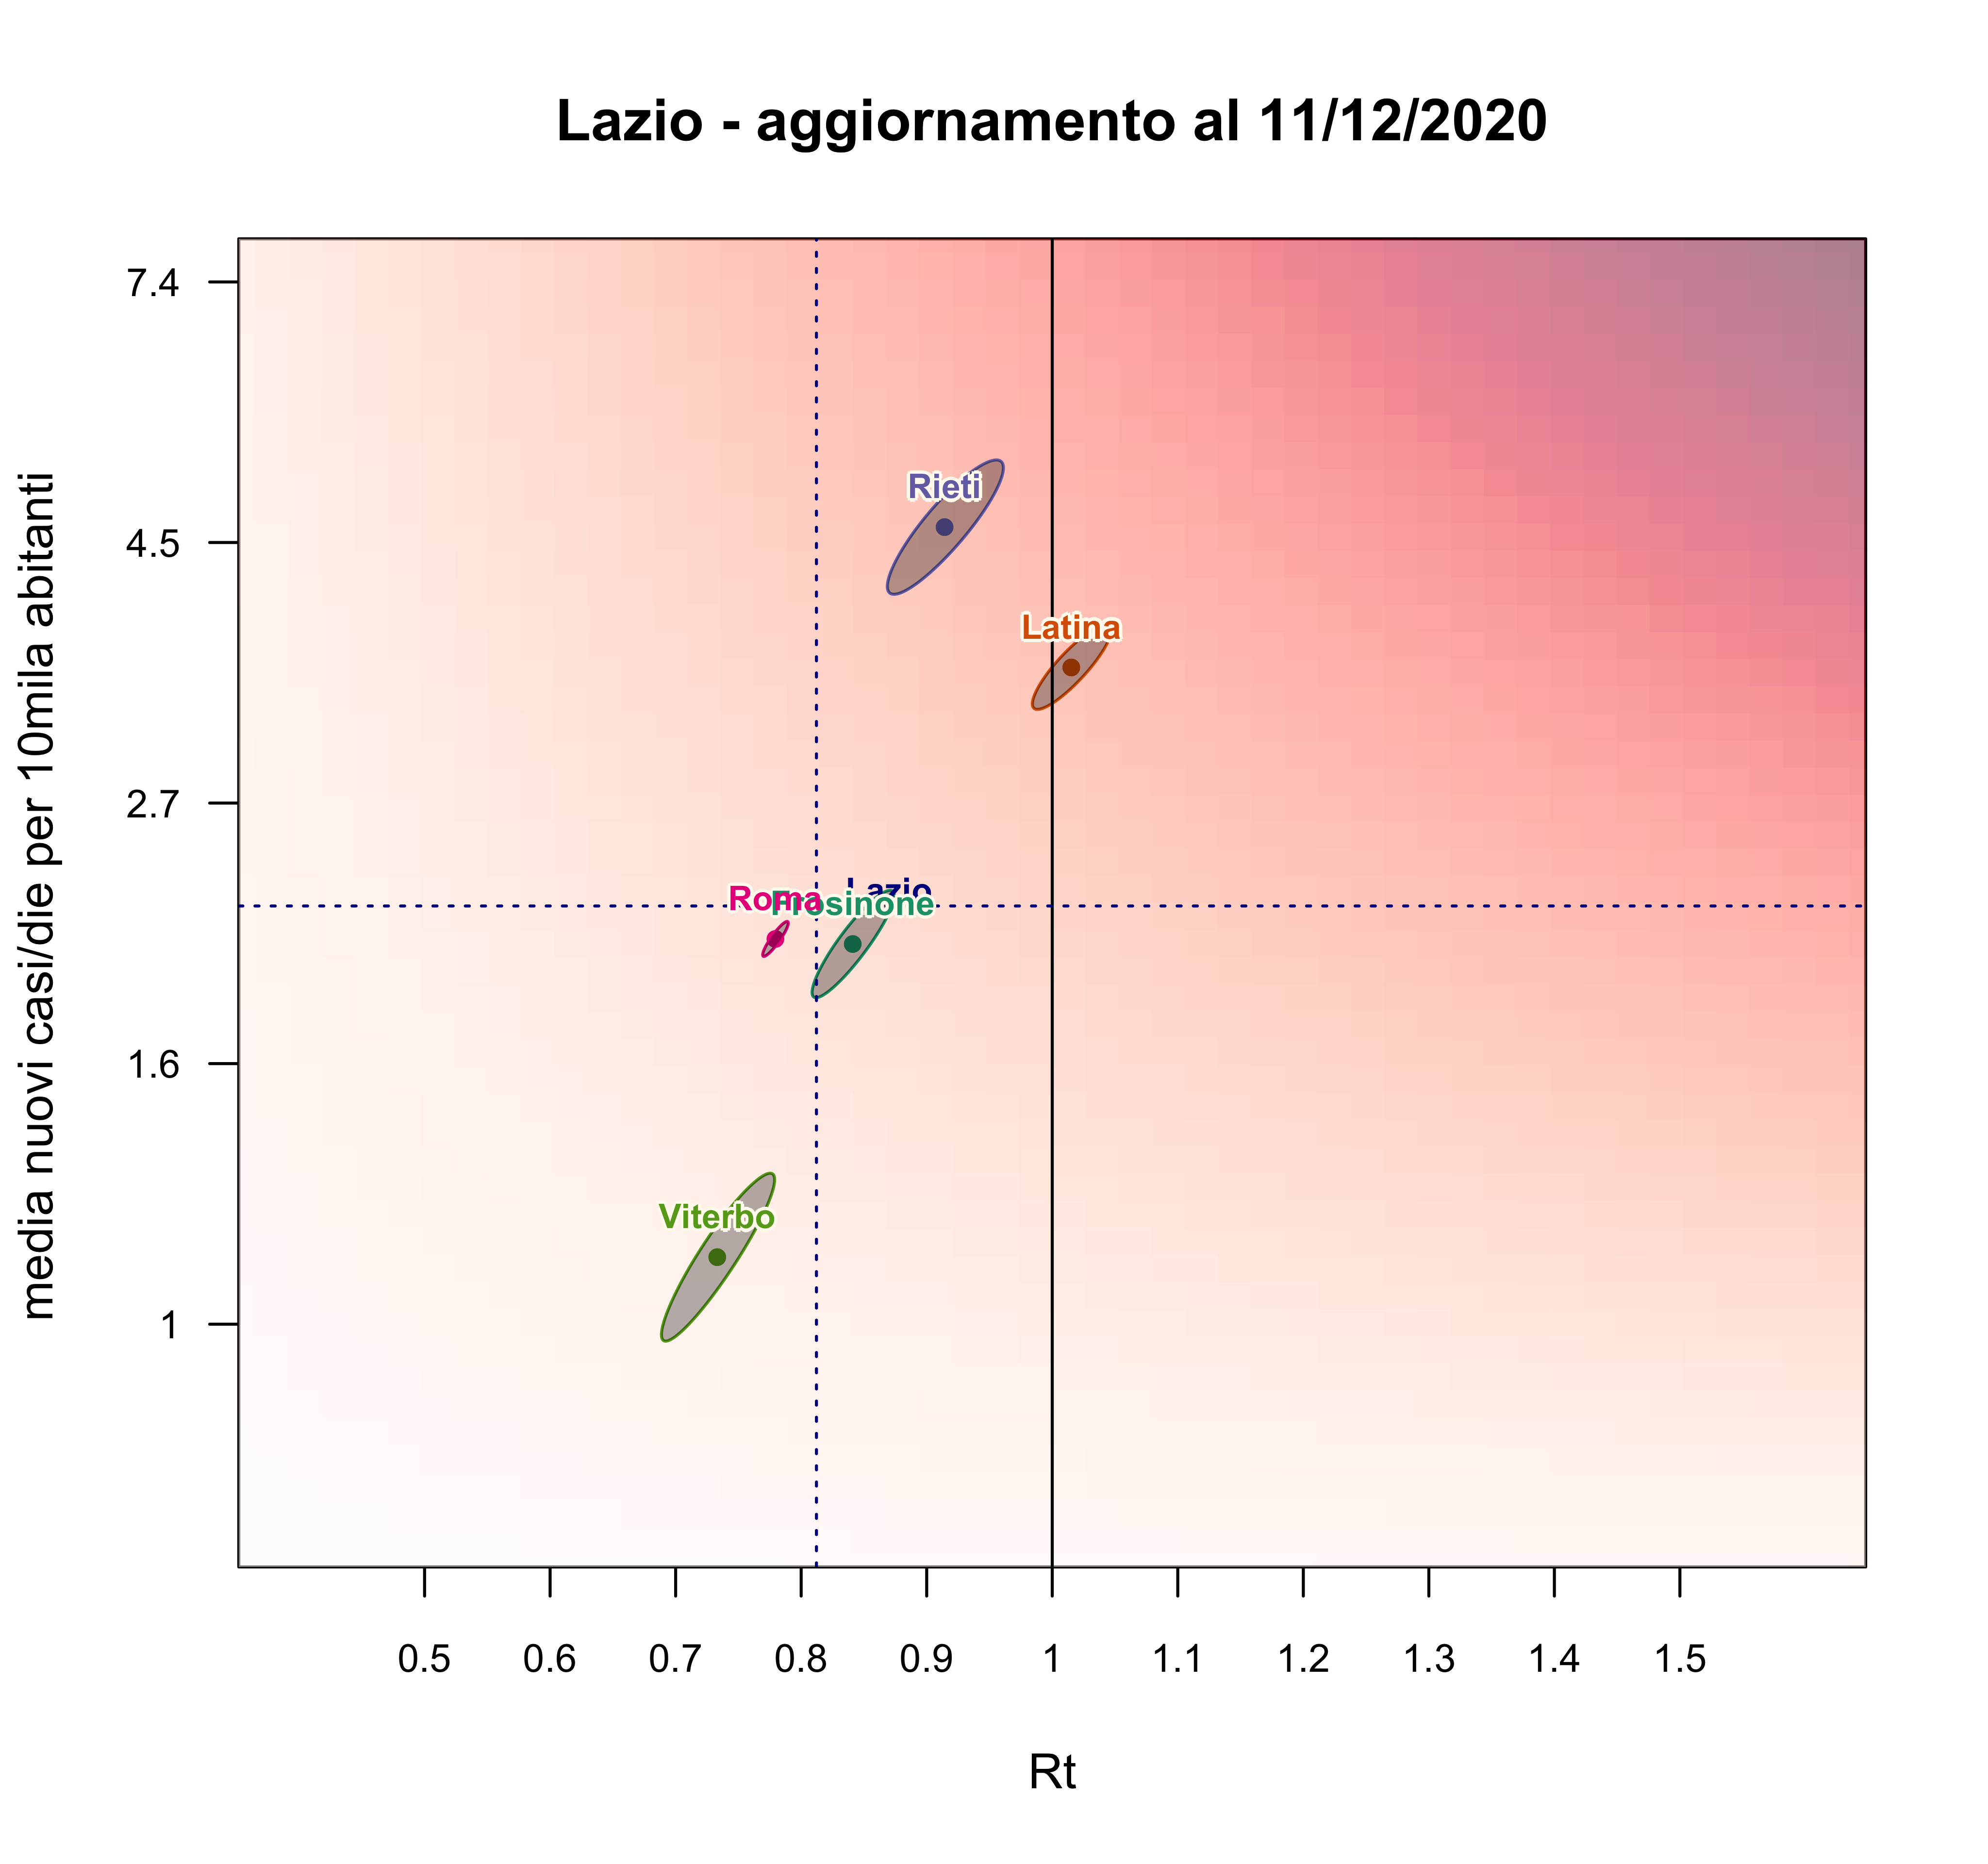 Lazio - aggiornamento al 11/12/2020
media nuovi casi/die per 10mila abitanti
7.4
4.5
2.7
1.6
1
Rieti
Latina
Lazio
Roma
Frosinone
Viterbo
0.5 0.6 0.7 0.8 0.9 1 1.1 1.2 1.3 1.4 1.5
Rt